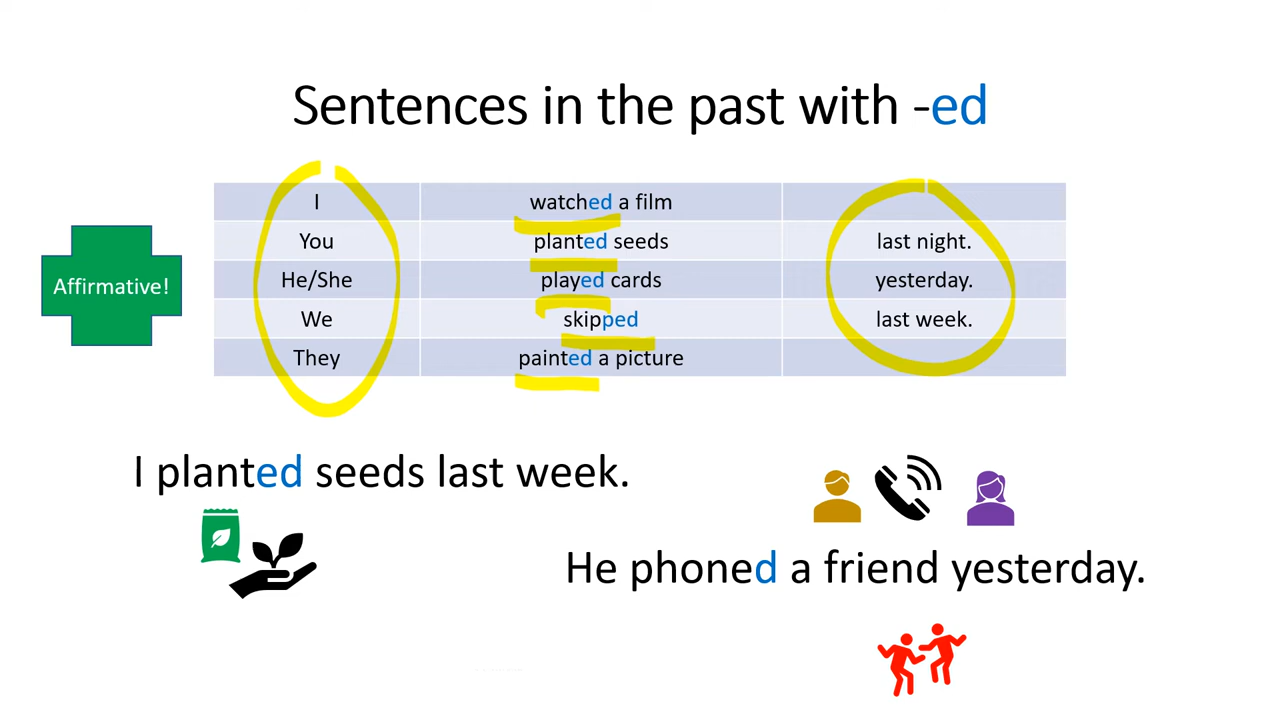 Sentences in the past with -ed
I watched a film
You planted seeds last night.
Affirmative! He/She played cards yesterday.
We skipped last week.
They painted a picture
I planted seeds last week.
He phoned a friend yesterday.